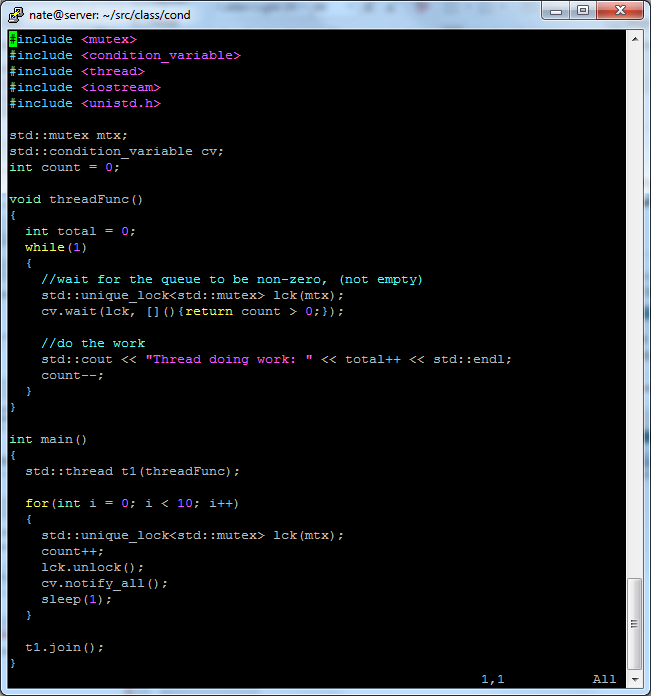 nate@server: ~/src/class/cond
#include <mutex>
#include <condition_variable>
#include <thread>
#include <iostream>
#include <unistd.h>
std::mutex mtx;
std::condition_variable cv;
int count = 0;
void threadFunc()
{
  int total = 0;
  while(1)
  {
    //wait for the queue to be non-zero, (not empty)
    std::unique_lock<std::mutex> lck(mtx);
    cv.wait(lck, [](){return count > 0;});
    //do the work
    std::cout << "Thread doing work: " << total++ << std::endl;
    count--;
  }
}
int main()
{
  std::thread t1(threadFunc);
  for(int i = 0; i < 10; i++)
  {
    std::unique_lock<std::mutex> lck(mtx);
    count++;
    lck.unlock();
    cv.notify_all();
    sleep(1);
  }
  t1.join();
}
1,1 All